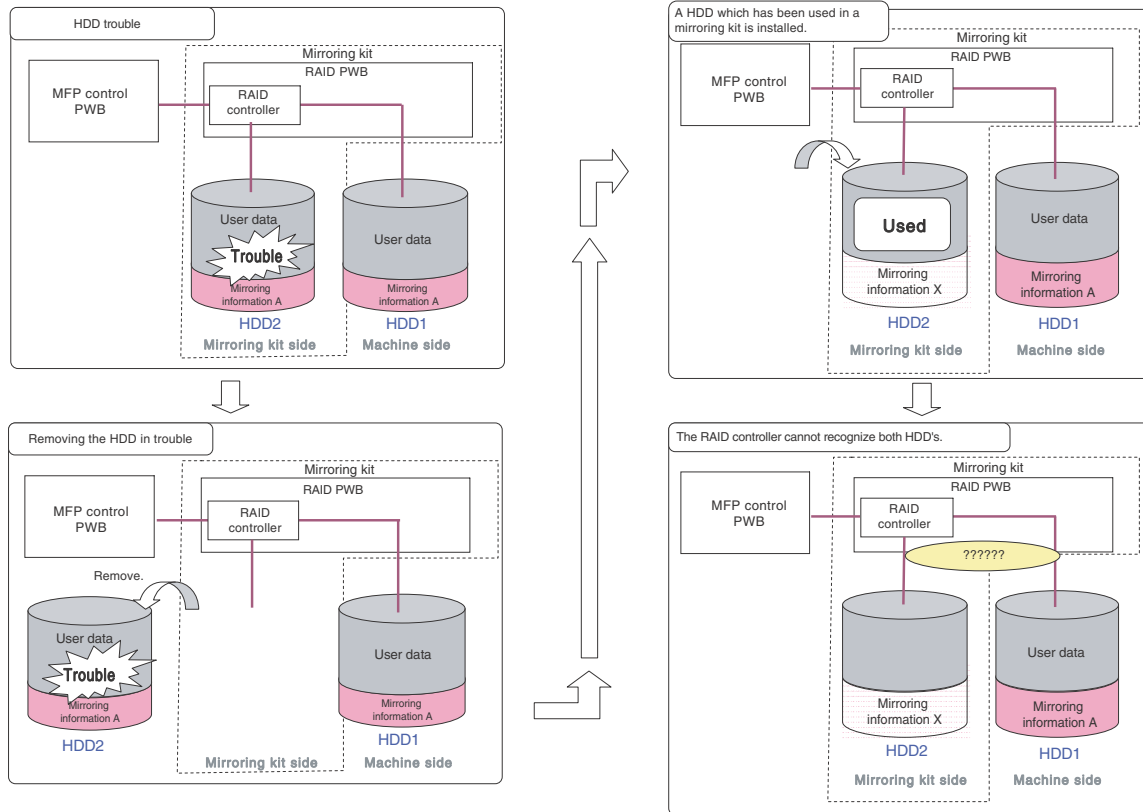 HDD trouble
Mirroring kit
RAID PWB
MFP control
PWB
RAID
controller
User data
Trouble
Mirroring
information A
User data
Mirroring
information A
HDD2
HDD1
Mirroring kit side
Machine side
Removing the HDD in trouble
Mirroring kit
RAID PWB
MFP control
PWB
RAID
controller
Remove.
User data
Trouble
Mirroring
information A
User data
Mirroring
information A
HDD2
HDD1
Mirroring kit side
Machine side
A HDD which has been used in a
mirroring kit is installed.
Mirroring kit
RAID PWB
MFP control
PWB
RAID
controller
Used
Mirroring
information X
User data
Mirroring
information A
HDD2
HDD1
Mirroring kit side
Machine side
The RAID controller cannot recognize both HDD's.
Mirroring kit
RAID PWB
MFP control
PWB
RAID
controller
??????
Mirroring
information X
User data
Mirroring
information A
HDD2
HDD1
Mirroring kit side
Machine side